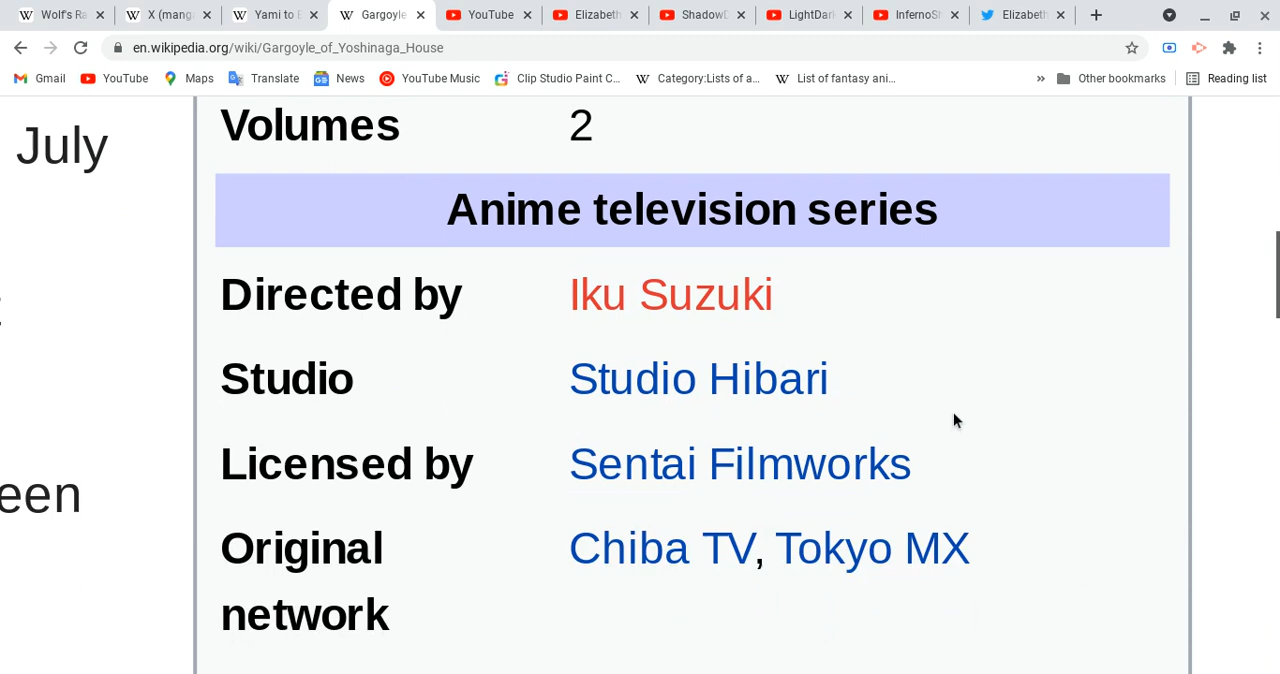 Wolf's Ra
X (mang
Yami to B
Gargoyle
YouTube
Elizabeth
ShadowD
LightDar
InfernoSh
Elizabeth
en.wikipedia.org/wiki/Gargoyle_of_Yoshinaga_House
Gmail YouTube Maps Translate News YouTube Music Clip Studio Paint C... Category:Lists of a... List of fantasy ani... » Other bookmarks Reading list
July
een
Volumes 2
Anime television series
Directed by Iku Suzuki
Studio Studio Hibari
Licensed by Sentai Filmworks
Original Chiba TV, Tokyo MX
network